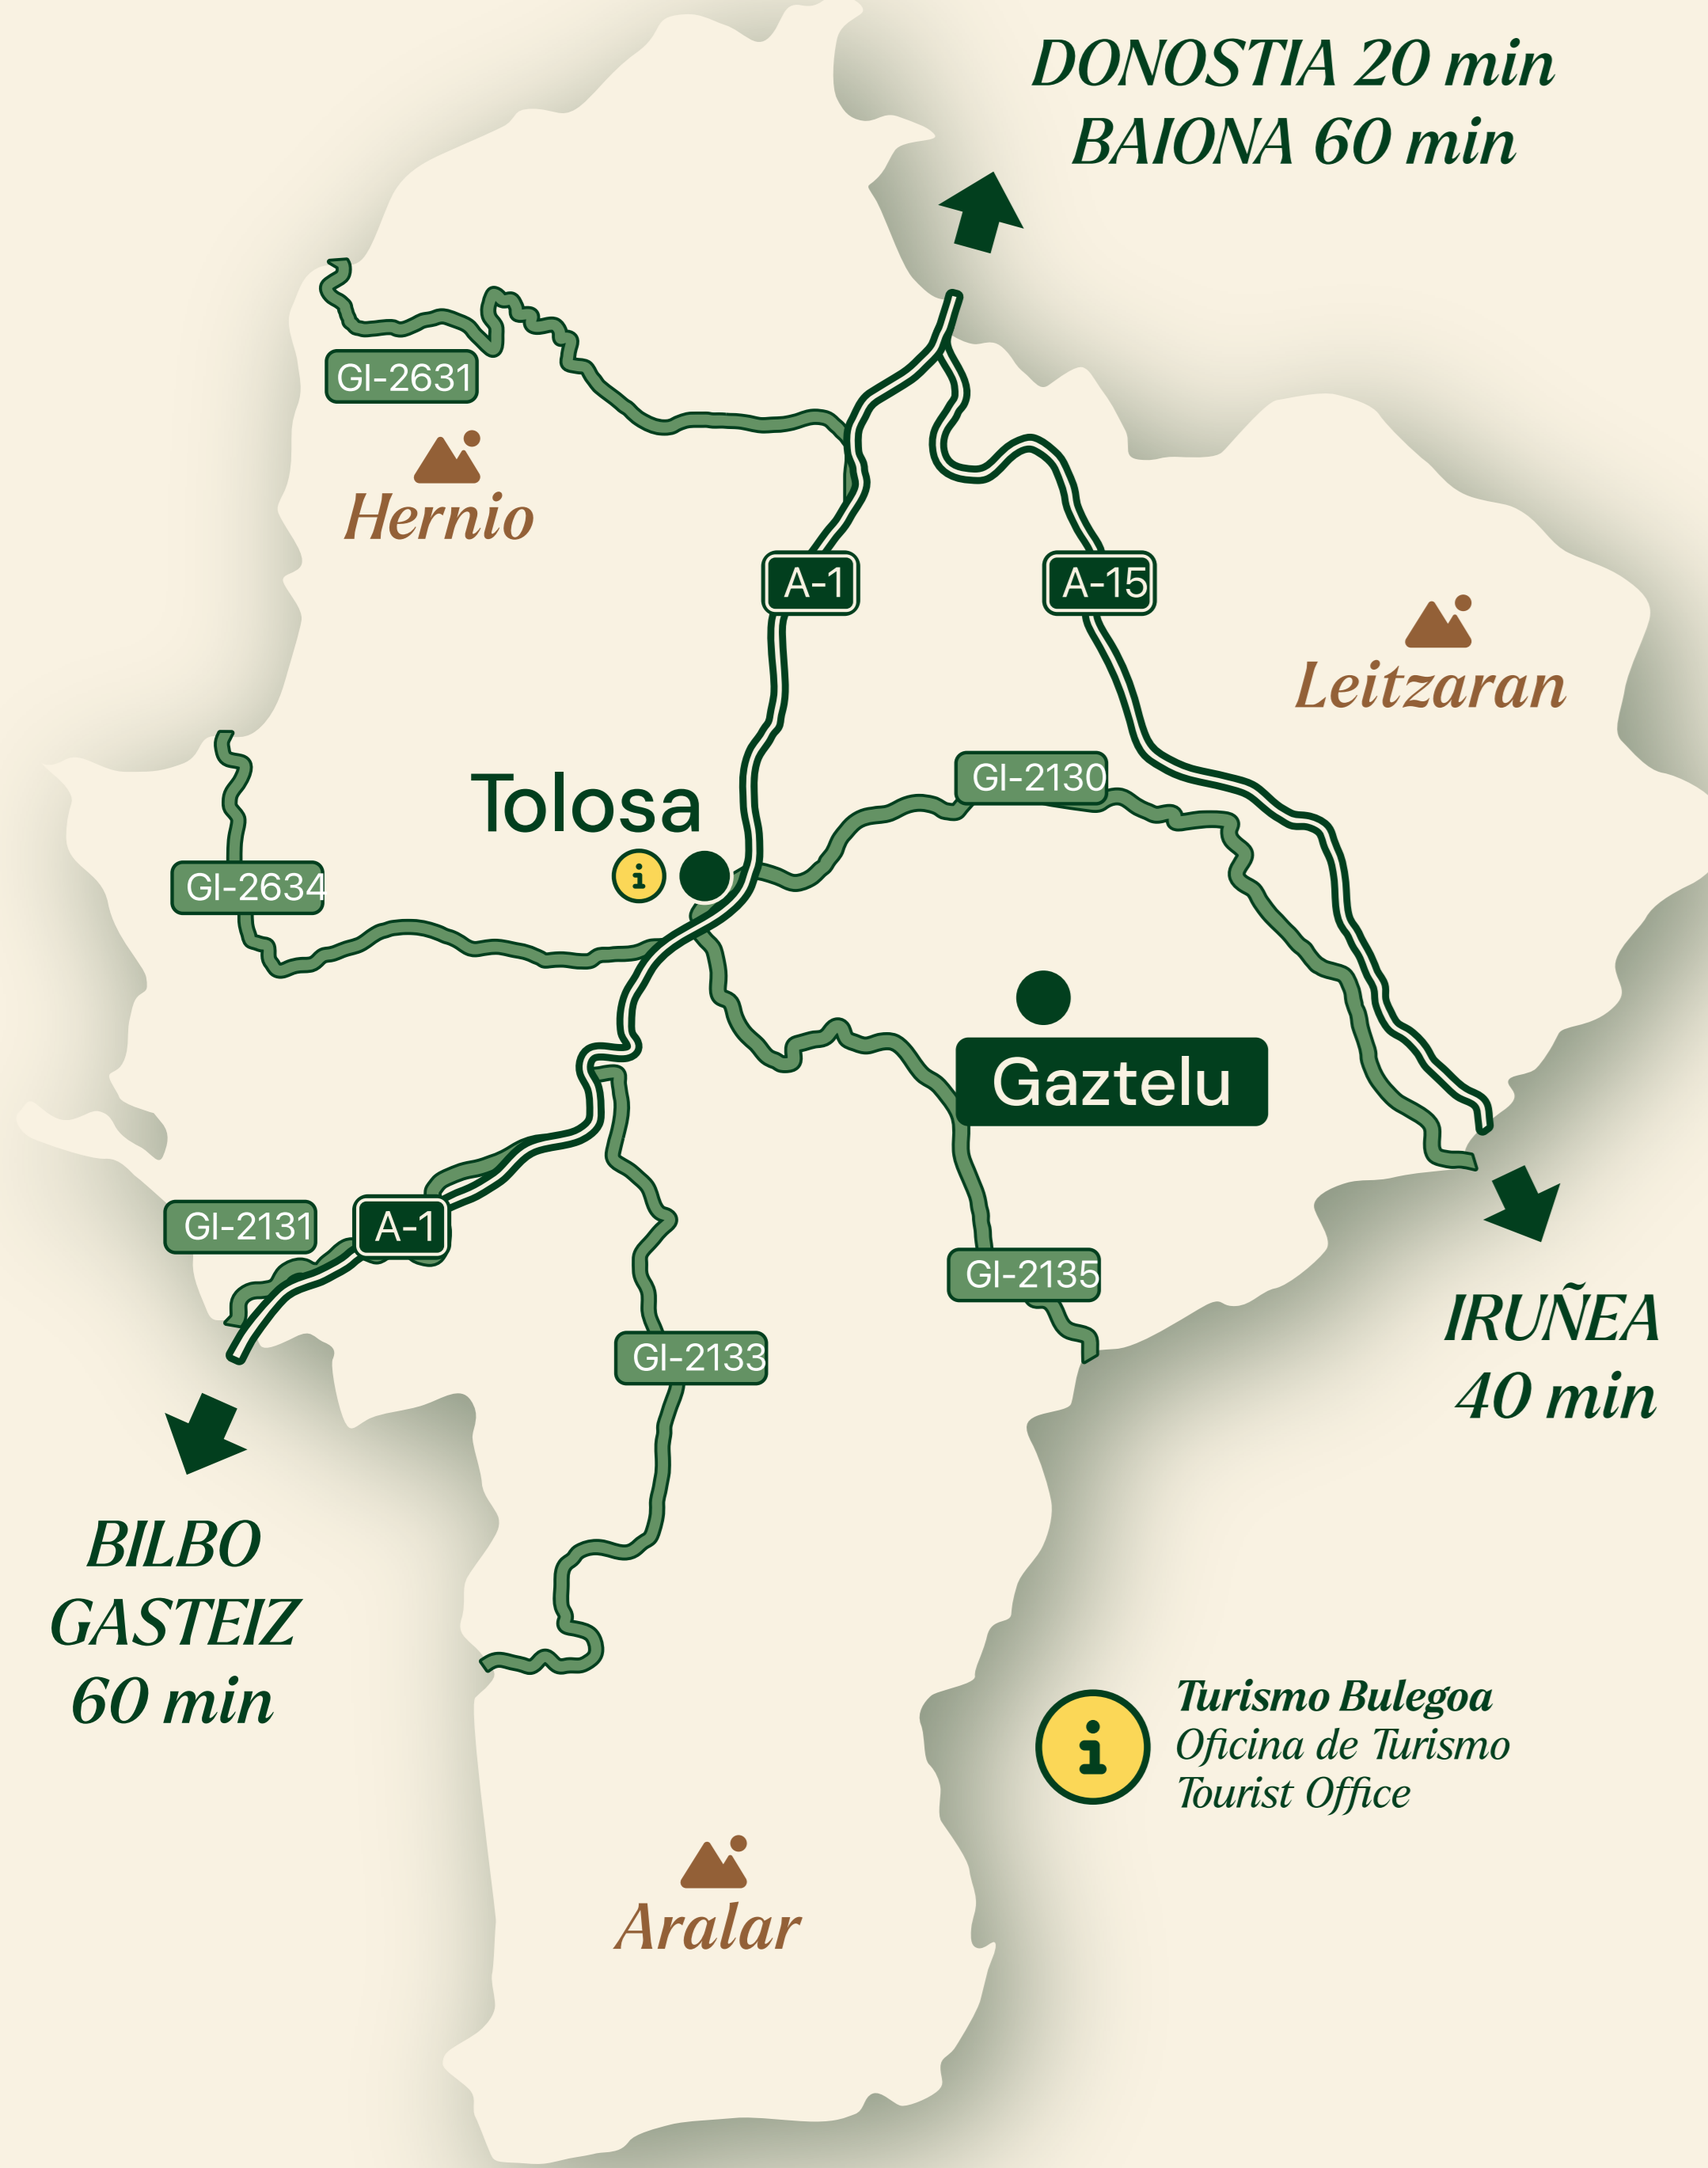 DONOSTIA 20 min
BAIONA 60 min
GI-2631
Hernio
A-1
A-15
Leitzaran
GI-2130
Tolosa
GI-2634
Gaztelu
GI-2131
A-1
GI-2135
IRUÑEA
40 min
GI-2133
BILBO
GASTEIZ
60 min
Turismo Bulegoa
Oficina de Turismo
Tourist Office
Aralar